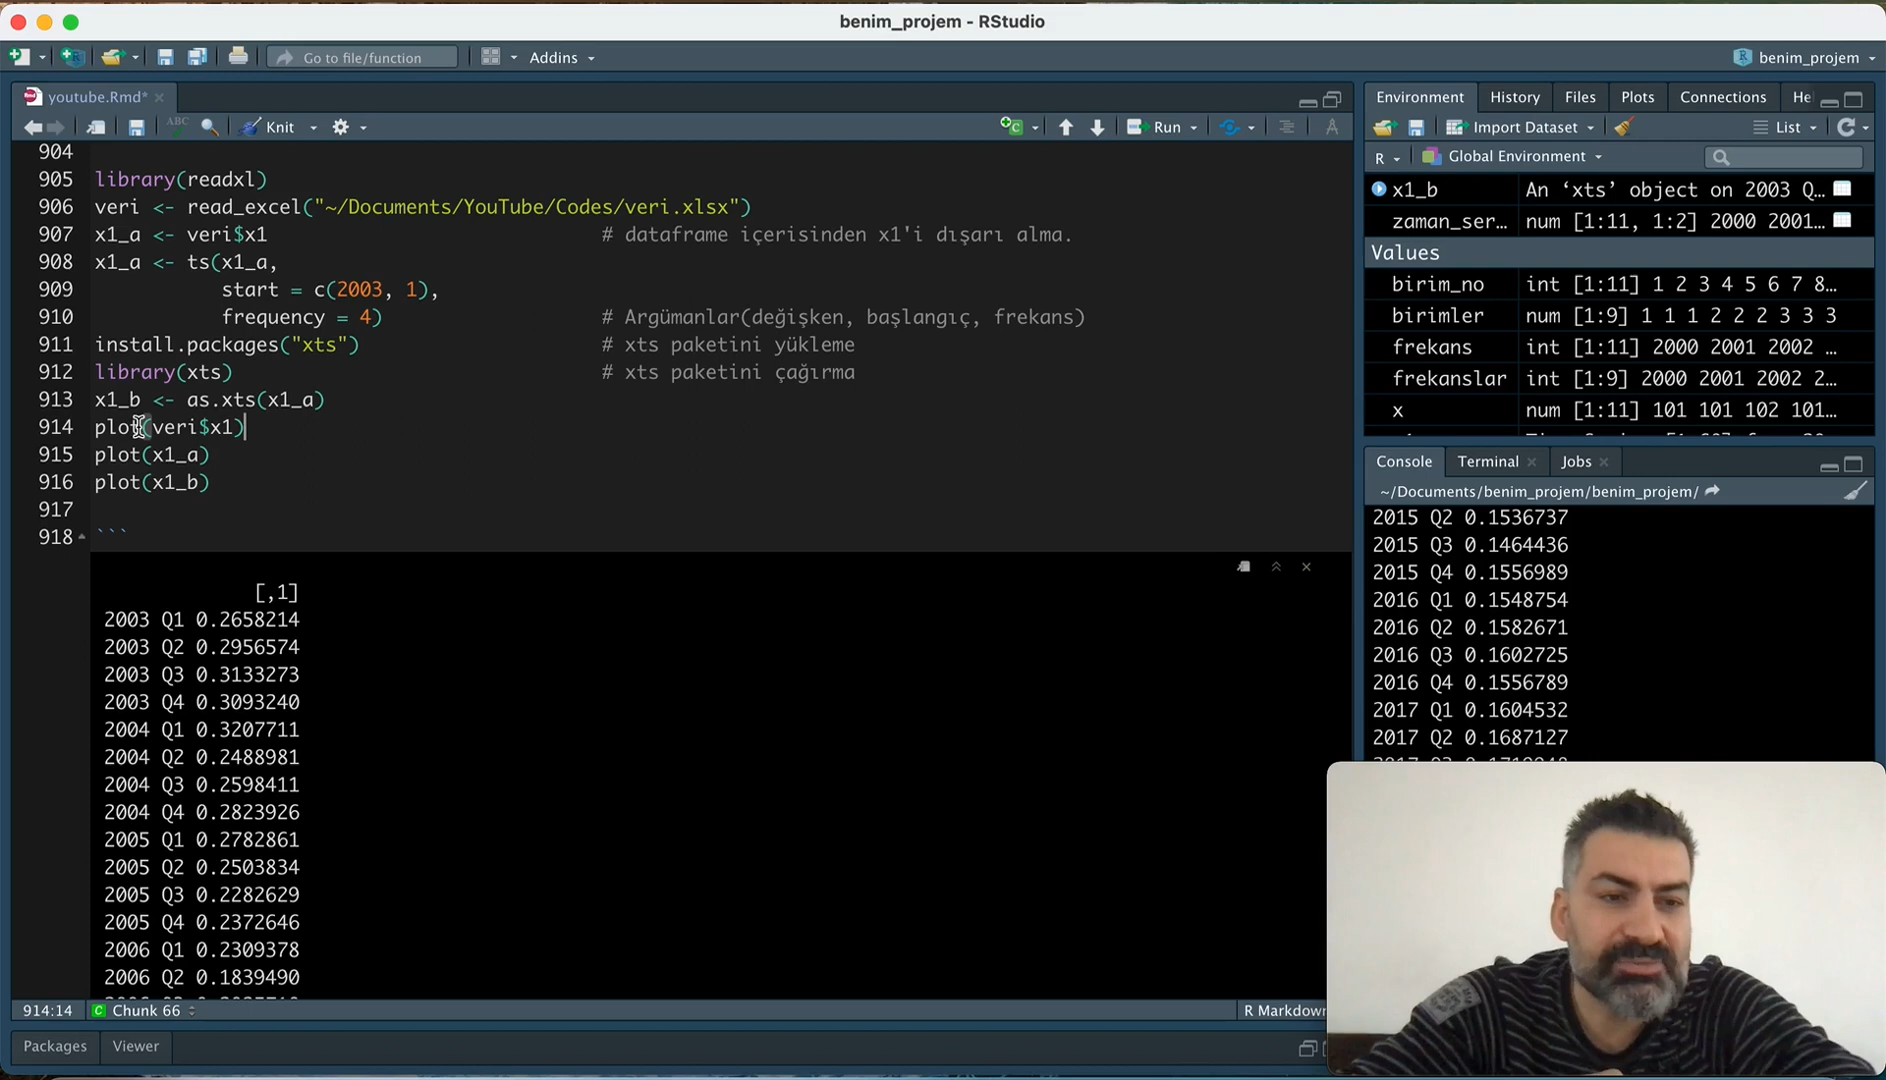 benim_projem - RStudio
Go to file/function
Addins
benim_projem
youtube.Rmd*
ABC
Knit
Run
904
905 library(readxl)
906 veri <- read_excel("~/Documents/YouTube/Codes/veri.xlsx")
907 x1_a <- veri$x1 # dataframe içerisinden x1'i dışarı alma.
908 x1_a <- ts(x1_a,
909 start = c(2003, 1),
910 frequency = 4) # Argümanlar(değişken, başlangıç, frekans)
911 install.packages("xts") # xts paketini yükleme
912 library(xts) # xts paketini çağırma
913 x1_b <- as.xts(x1_a)
914 plot(veri$x1)
915 plot(x1_a)
916 plot(x1_b)
917
918 ```
[,1]
2003 Q1 0.2658214
2003 Q2 0.2956574
2003 Q3 0.3133273
2003 Q4 0.3093240
2004 Q1 0.3207711
2004 Q2 0.2488981
2004 Q3 0.2598411
2004 Q4 0.2823926
2005 Q1 0.2782861
2005 Q2 0.2503834
2005 Q3 0.2282629
2005 Q4 0.2372646
2006 Q1 0.2309378
2006 Q2 0.1839490
914:14 C Chunk 66 R Markdown
Packages Viewer
Environment History Files Plots Connections He
Import Dataset List
R Global Environment
x1_b An ‘xts’ object on 2003 Q…
zaman_ser… num [1:11, 1:2] 2000 2001…
Values
birim_no int [1:11] 1 2 3 4 5 6 7 8…
birimler num [1:9] 1 1 1 2 2 2 3 3 3
frekans int [1:11] 2000 2001 2002 …
frekanslar int [1:9] 2000 2001 2002 2…
x num [1:11] 101 101 102 101…
Console Terminal Jobs
~/Documents/benim_projem/benim_projem/
2015 Q2 0.1536737
2015 Q3 0.1464436
2015 Q4 0.1556989
2016 Q1 0.1548754
2016 Q2 0.1582671
2016 Q3 0.1602725
2016 Q4 0.1556789
2017 Q1 0.1604532
2017 Q2 0.1687127